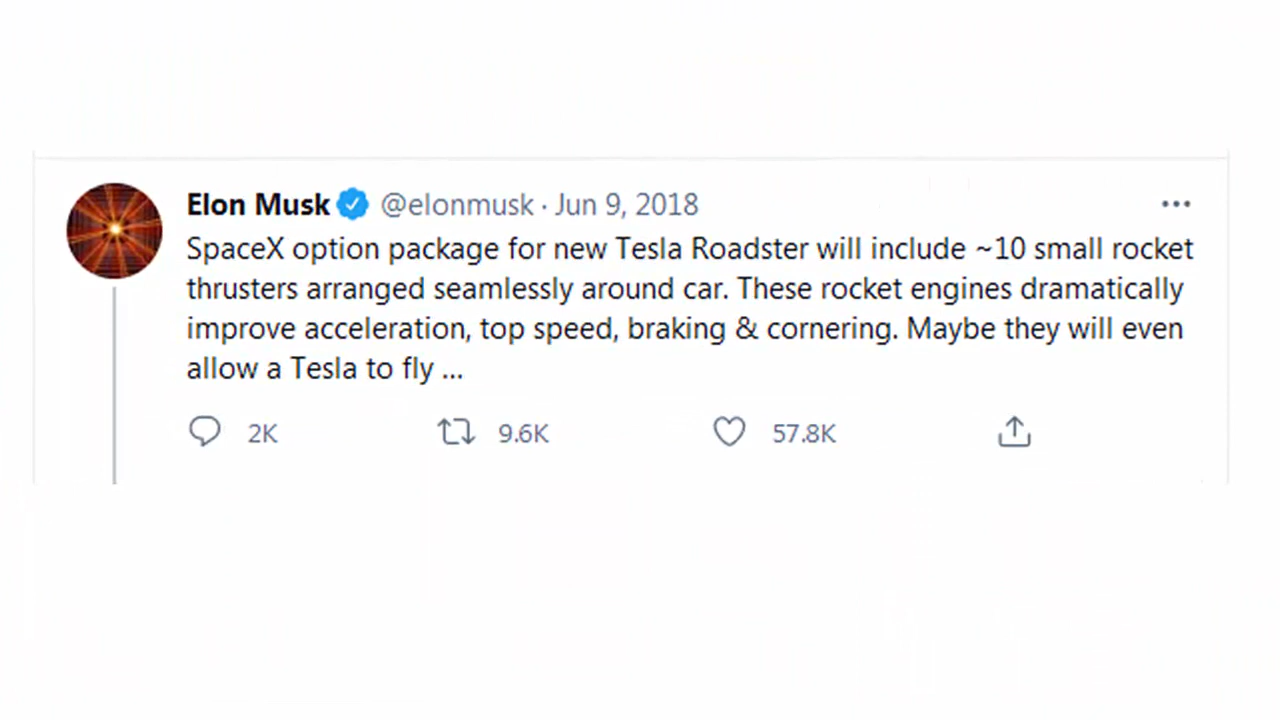 Elon Musk @elonmusk · Jun 9, 2018
SpaceX option package for new Tesla Roadster will include ~10 small rocket
thrusters arranged seamlessly around car. These rocket engines dramatically
improve acceleration, top speed, braking & cornering. Maybe they will even
allow a Tesla to fly ...
2K 9.6K 57.8K